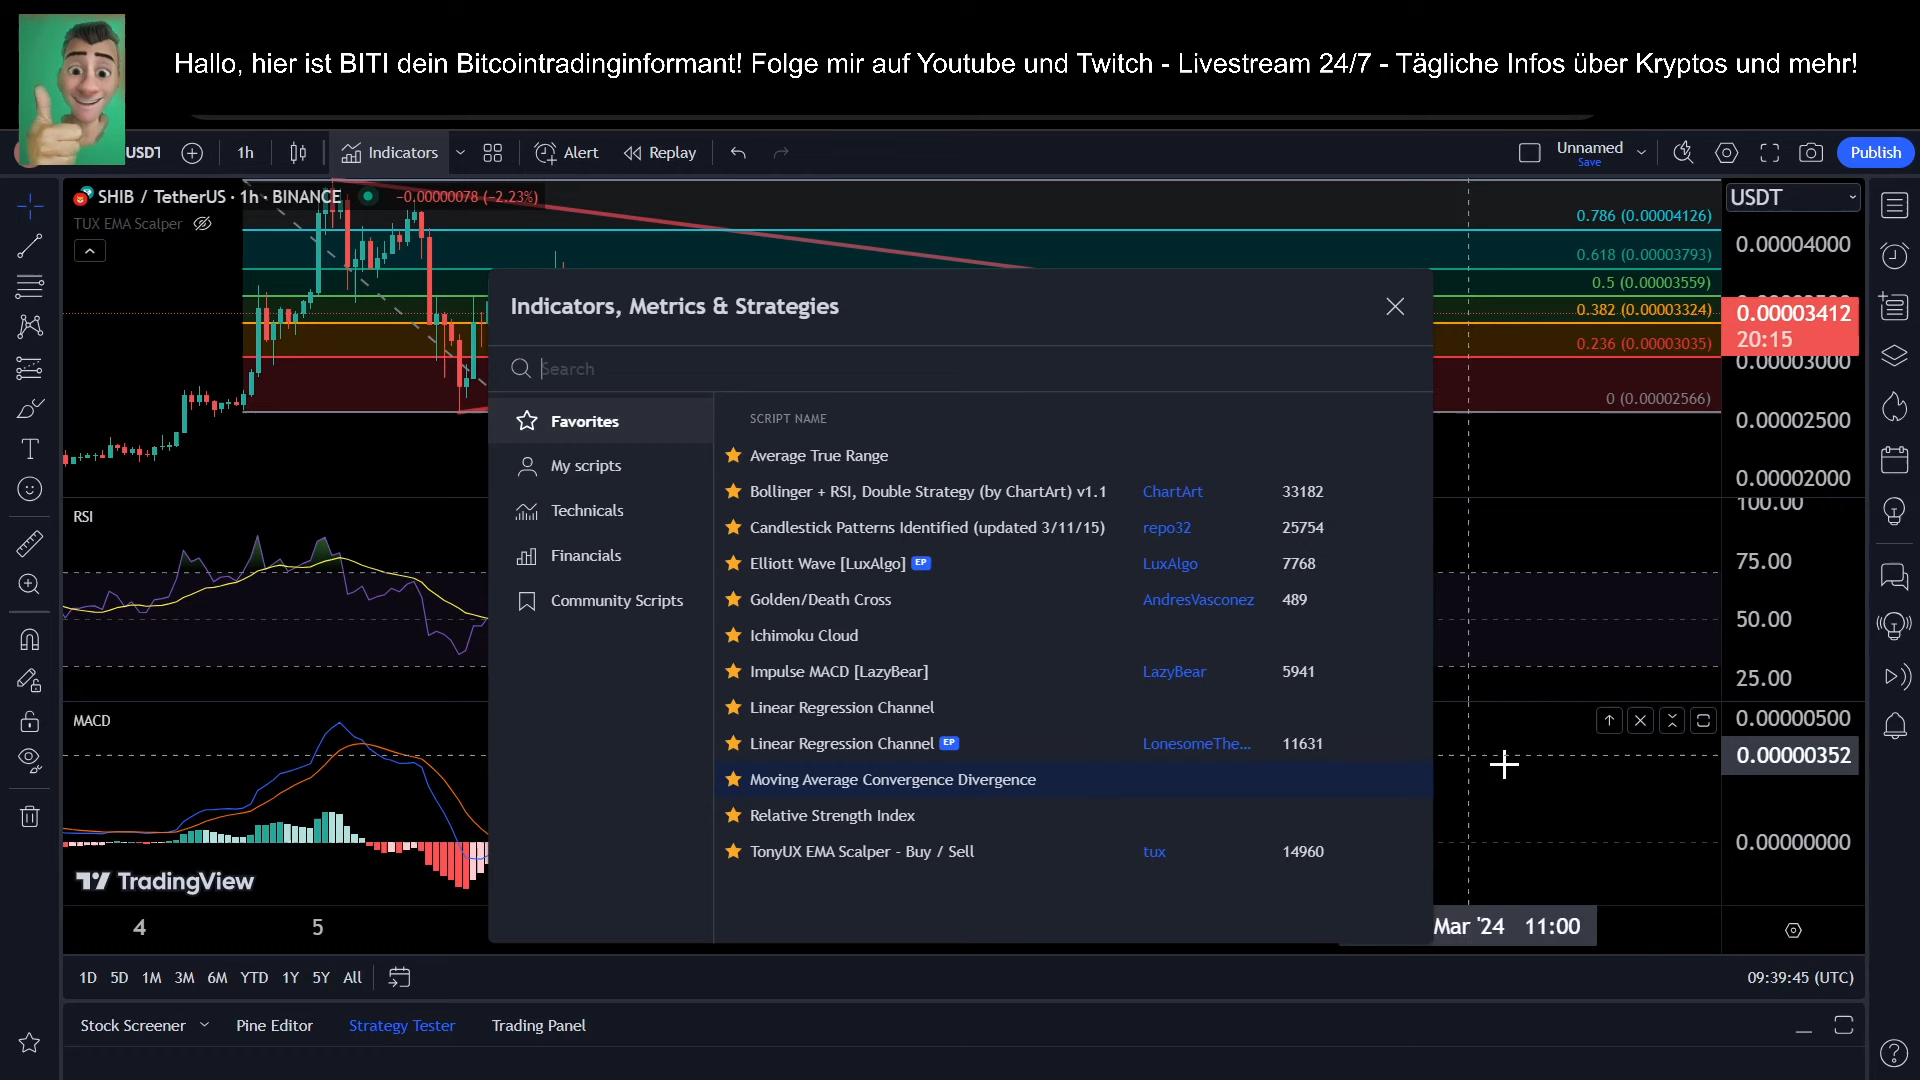 Hallo, hier ist BITI dein Bitcointradinginformant! Folge mir auf Youtube und Twitch - Livestream 24/7 - Tägliche Infos über Kryptos und mehr!
USDT 1h Indicators Alert Replay Unnamed Save Publish
SHIB / TetherUS · 1h · BINANCE −0.00000078 (−2.23%)
TUX EMA Scalper
USDT
0.786 (0.00004126)
0.00004000
0.618 (0.00003793)
0.5 (0.00003559)
0.382 (0.00003324)
0.00003412
20:15
0.236 (0.00003035)
0.00003000
0 (0.00002566)
0.00002500
0.00002000
Indicators, Metrics & Strategies
Search
Favorites
My scripts
Technicals
Financials
Community Scripts
SCRIPT NAME
Average True Range
Bollinger + RSI, Double Strategy (by ChartArt) v1.1 ChartArt 33182
Candlestick Patterns Identified (updated 3/11/15) repo32 25754
Elliott Wave [LuxAlgo] EP LuxAlgo 7768
Golden/Death Cross AndresVasconez 489
Ichimoku Cloud
Impulse MACD [LazyBear] LazyBear 5941
Linear Regression Channel
Linear Regression Channel EP LonesomeThe... 11631
Moving Average Convergence Divergence
Relative Strength Index
TonyUX EMA Scalper - Buy / Sell tux 14960
RSI
100.00
75.00
50.00
25.00
MACD
0.00000500
0.00000352
0.00000000
TradingView
4 5 Mar '24 11:00
1D 5D 1M 3M 6M YTD 1Y 5Y All 09:39:45 (UTC)
Stock Screener Pine Editor Strategy Tester Trading Panel